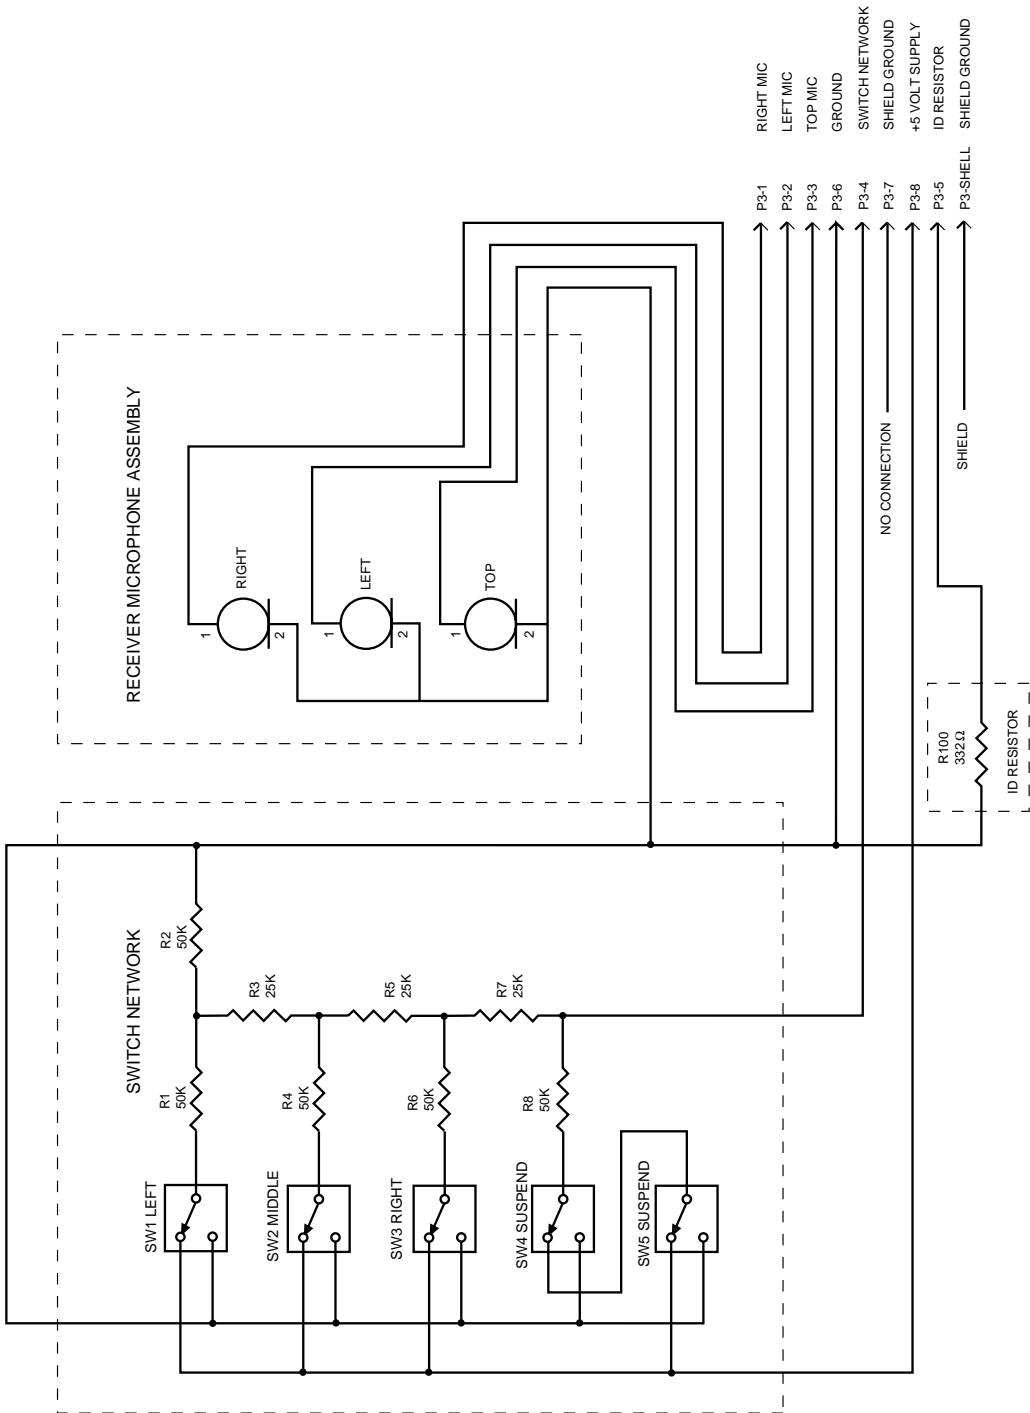 RIGHT MIC
LEFT MIC
TOP MIC
GROUND
SWITCH NETWORK
SHIELD GROUND
+5 VOLT SUPPLY
ID RESISTOR
SHIELD GROUND
P3-1
P3-2
P3-3
P3-6
P3-4
P3-7
P3-8
P3-5
P3-SHELL
RECEIVER MICROPHONE ASSEMBLY
RIGHT
1
2
LEFT
1
2
TOP
1
2
NO CONNECTION
SHIELD
R100
332Ω
ID RESISTOR
SWITCH NETWORK
R2
50K
R3
25K
R5
25K
R7
25K
R1
50K
R4
50K
R6
50K
R8
50K
SW1 LEFT
SW2 MIDDLE
SW3 RIGHT
SW4 SUSPEND
SW5 SUSPEND